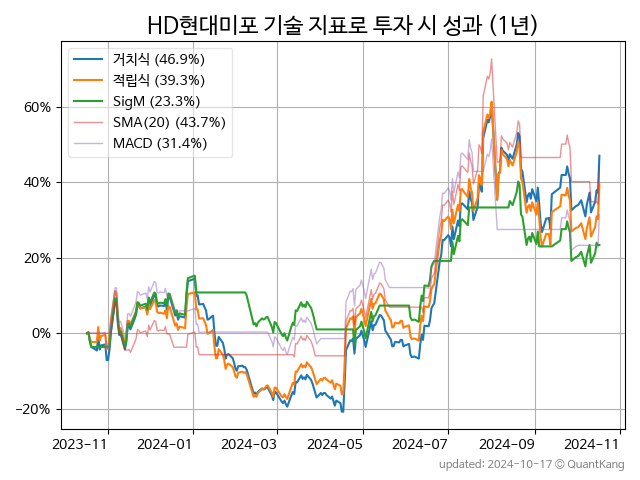 HD현대미포 기술 지표로 투자 시 성과 (1년)
거치식 (46.9%)
적립식 (39.3%)
SigM (23.3%)
SMA(20) (43.7%)
MACD (31.4%)
60%
40%
20%
0%
−20%
2023-11 2024-01 2024-03 2024-05 2024-07 2024-09 2024-11
updated: 2024-10-17 © QuantKang